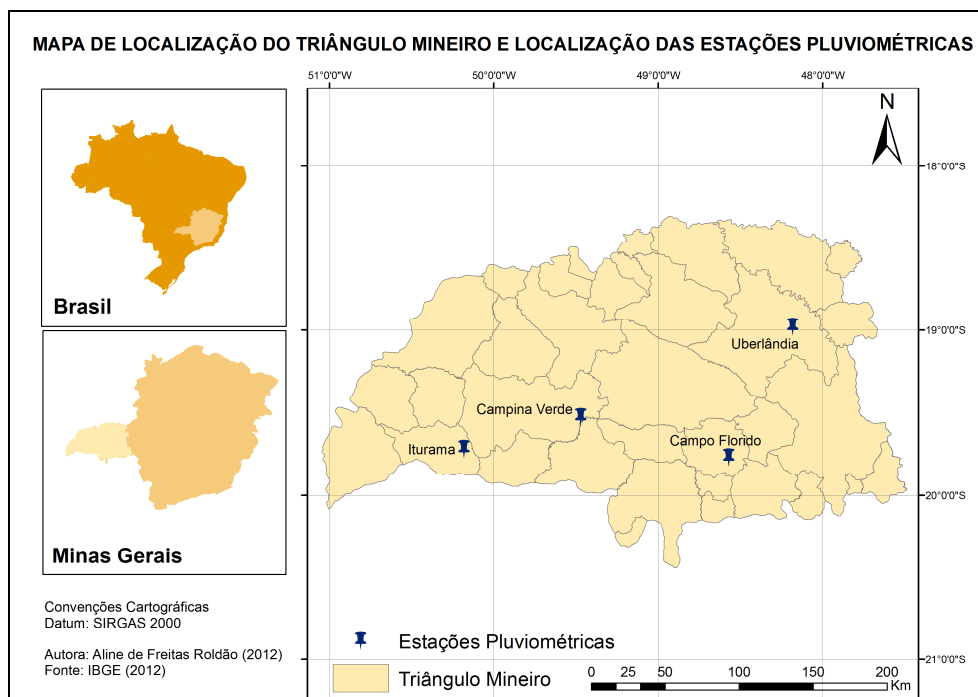 MAPA DE LOCALIZAÇÃO DO TRIÂNGULO MINEIRO E LOCALIZAÇÃO DAS ESTAÇÕES PLUVIOMÉTRICAS
51°0'0"W 50°0'0"W 49°0'0"W 48°0'0"W
N
18°0'0"S
Brasil
19°0'0"S
Uberlândia
Campina Verde
Campo Florido
Iturama
20°0'0"S
Minas Gerais
Convenções Cartográficas
Datum: SIRGAS 2000
Autora: Aline de Freitas Roldão (2012)
Fonte: IBGE (2012)
Estações Pluviométricas
Triângulo Mineiro
21°0'0"S
0 25 50 100 150 200
Km